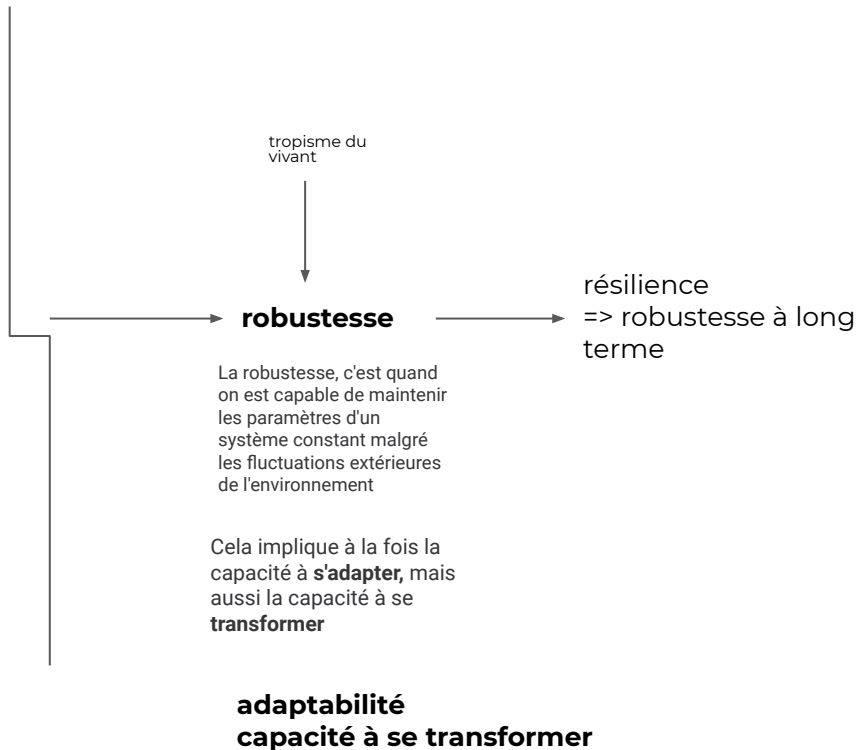 tropisme du
vivant
robustesse
résilience
=> robustesse à long
terme
La robustesse, c'est quand
on est capable de maintenir
les paramètres d'un
système constant malgré
les fluctuations extérieures
de l'environnement
Cela implique à la fois la
capacité à s'adapter, mais
aussi la capacité à se
transformer
adaptabilité
capacité à se transformer